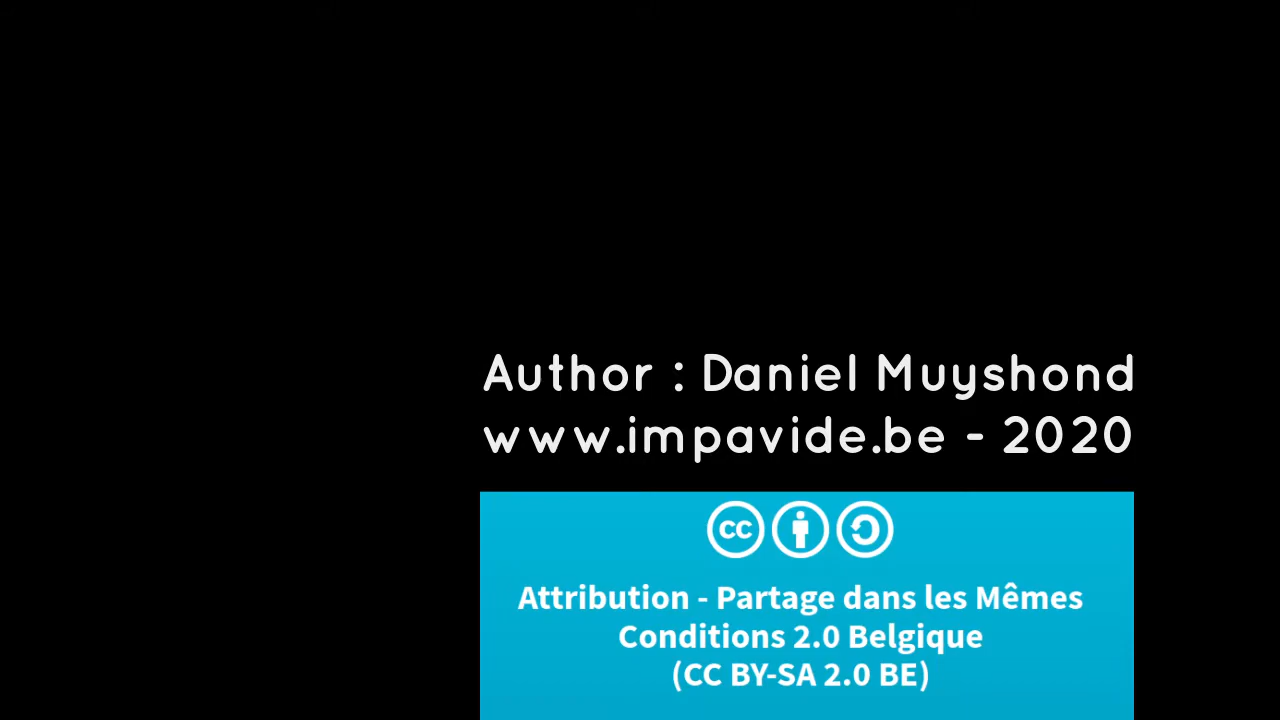 Author : Daniel Muyshond
www.impavide.be - 2020
cc
Attribution - Partage dans les Mêmes
Conditions 2.0 Belgique
(CC BY-SA 2.0 BE)